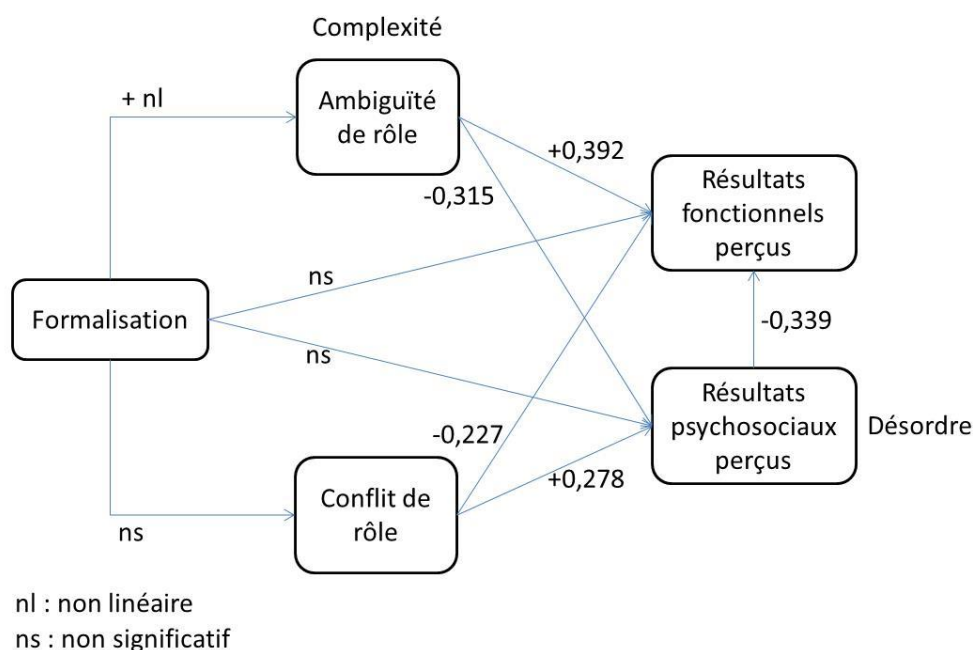 Complexité
+ nl
Ambiguïté
de rôle
+0,392
-0,315
Résultats
fonctionnels
perçus
ns
Formalisation
-0,339
ns
Résultats
psychosociaux
perçus
Désordre
-0,227
+0,278
Conflit de
rôle
ns
nl : non linéaire
ns : non significatif